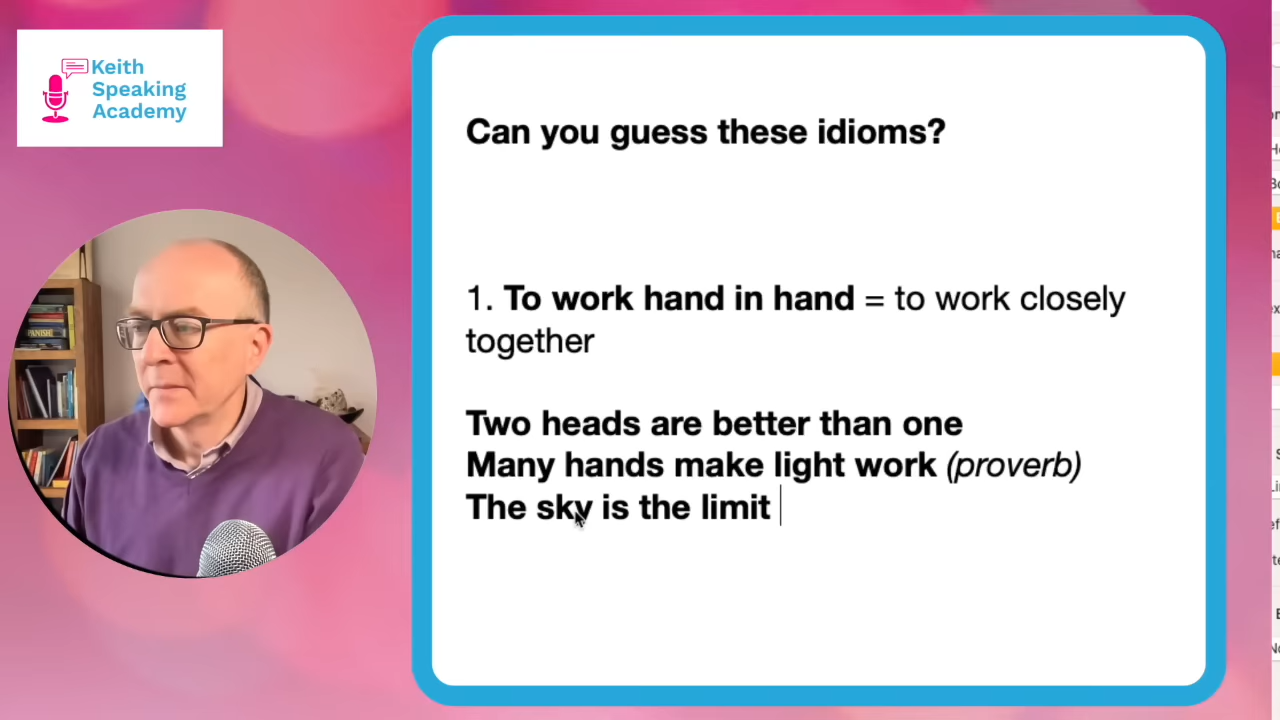 Keith
Speaking
Academy
Can you guess these idioms?
1. To work hand in hand = to work closely
together
Two heads are better than one
Many hands make light work (proverb)
The sky is the limit
SPANISH